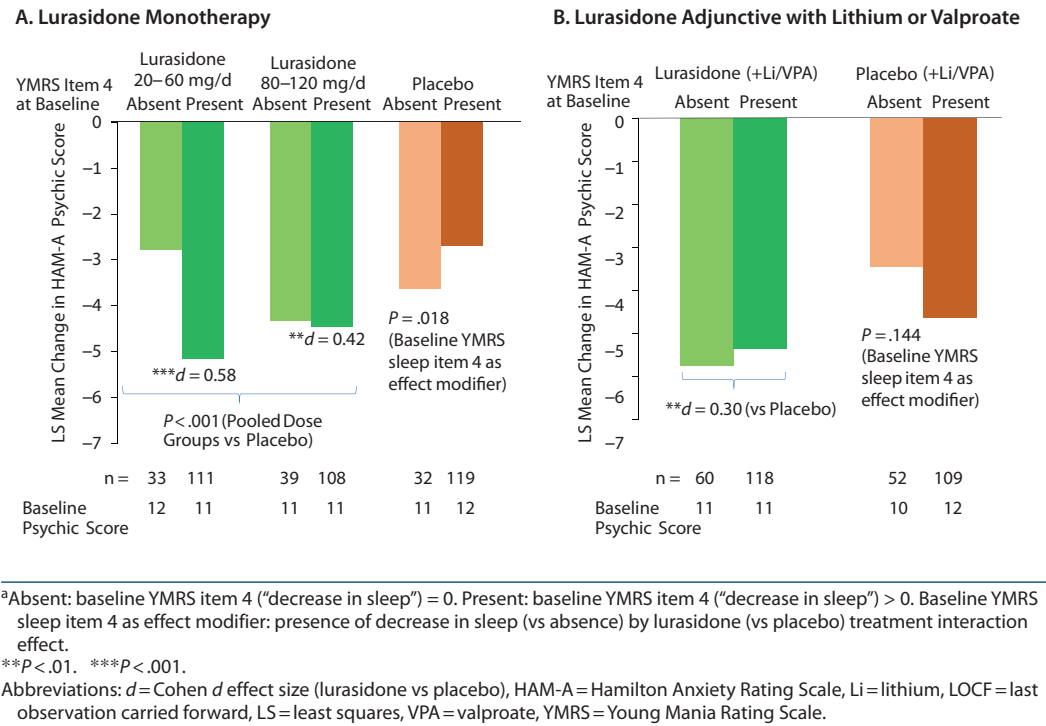 A. Lurasidone Monotherapy
Lurasidone
20–60 mg/d
Lurasidone
80–120 mg/d
Placebo
YMRS Item 4
at Baseline
Absent Present Absent Present Absent Present
LS Mean Change in HAM-A Psychic Score
0
−1
−2
−3
−4
−5
−6
−7
***d = 0.58
**d = 0.42
P = .018
(Baseline YMRS
sleep item 4 as
effect modifier)
P < .001 (Pooled Dose
Groups vs Placebo)
n = 33 111 39 108 32 119
Baseline 12 11 11 11 11 12
Psychic Score
B. Lurasidone Adjunctive with Lithium or Valproate
Lurasidone (+Li/VPA) Placebo (+Li/VPA)
YMRS Item 4
at Baseline
Absent Present Absent Present
LS Mean Change in HAM-A Psychic Score
0
−1
−2
−3
−4
−5
−6
−7
**d = 0.30 (vs Placebo)
P = .144
(Baseline YMRS
sleep item 4 as
effect modifier)
n = 60 118 52 109
Baseline 11 11 10 12
Psychic Score
aAbsent: baseline YMRS item 4 (“decrease in sleep”) = 0. Present: baseline YMRS item 4 (“decrease in sleep”) > 0. Baseline YMRS
sleep item 4 as effect modifier: presence of decrease in sleep (vs absence) by lurasidone (vs placebo) treatment interaction
effect.
**P < .01. ***P < .001.
Abbreviations: d = Cohen d effect size (lurasidone vs placebo), HAM-A = Hamilton Anxiety Rating Scale, Li = lithium, LOCF = last
observation carried forward, LS = least squares, VPA = valproate, YMRS = Young Mania Rating Scale.